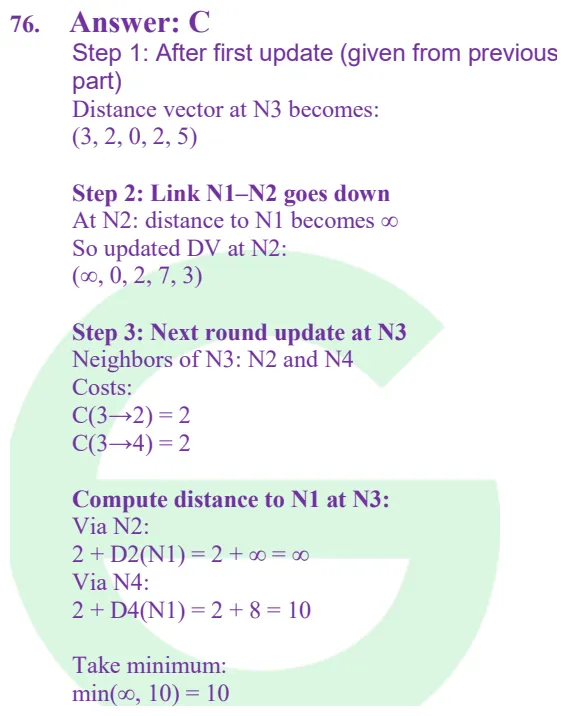 76. Answer: C
Step 1: After first update (given from previous
part)
Distance vector at N3 becomes:
(3, 2, 0, 2, 5)
Step 2: Link N1–N2 goes down
At N2: distance to N1 becomes ∞
So updated DV at N2:
(∞, 0, 2, 7, 3)
Step 3: Next round update at N3
Neighbors of N3: N2 and N4
Costs:
C(3→2) = 2
C(3→4) = 2
Compute distance to N1 at N3:
Via N2:
2 + D2(N1) = 2 + ∞ = ∞
Via N4:
2 + D4(N1) = 2 + 8 = 10
Take minimum:
min(∞, 10) = 10